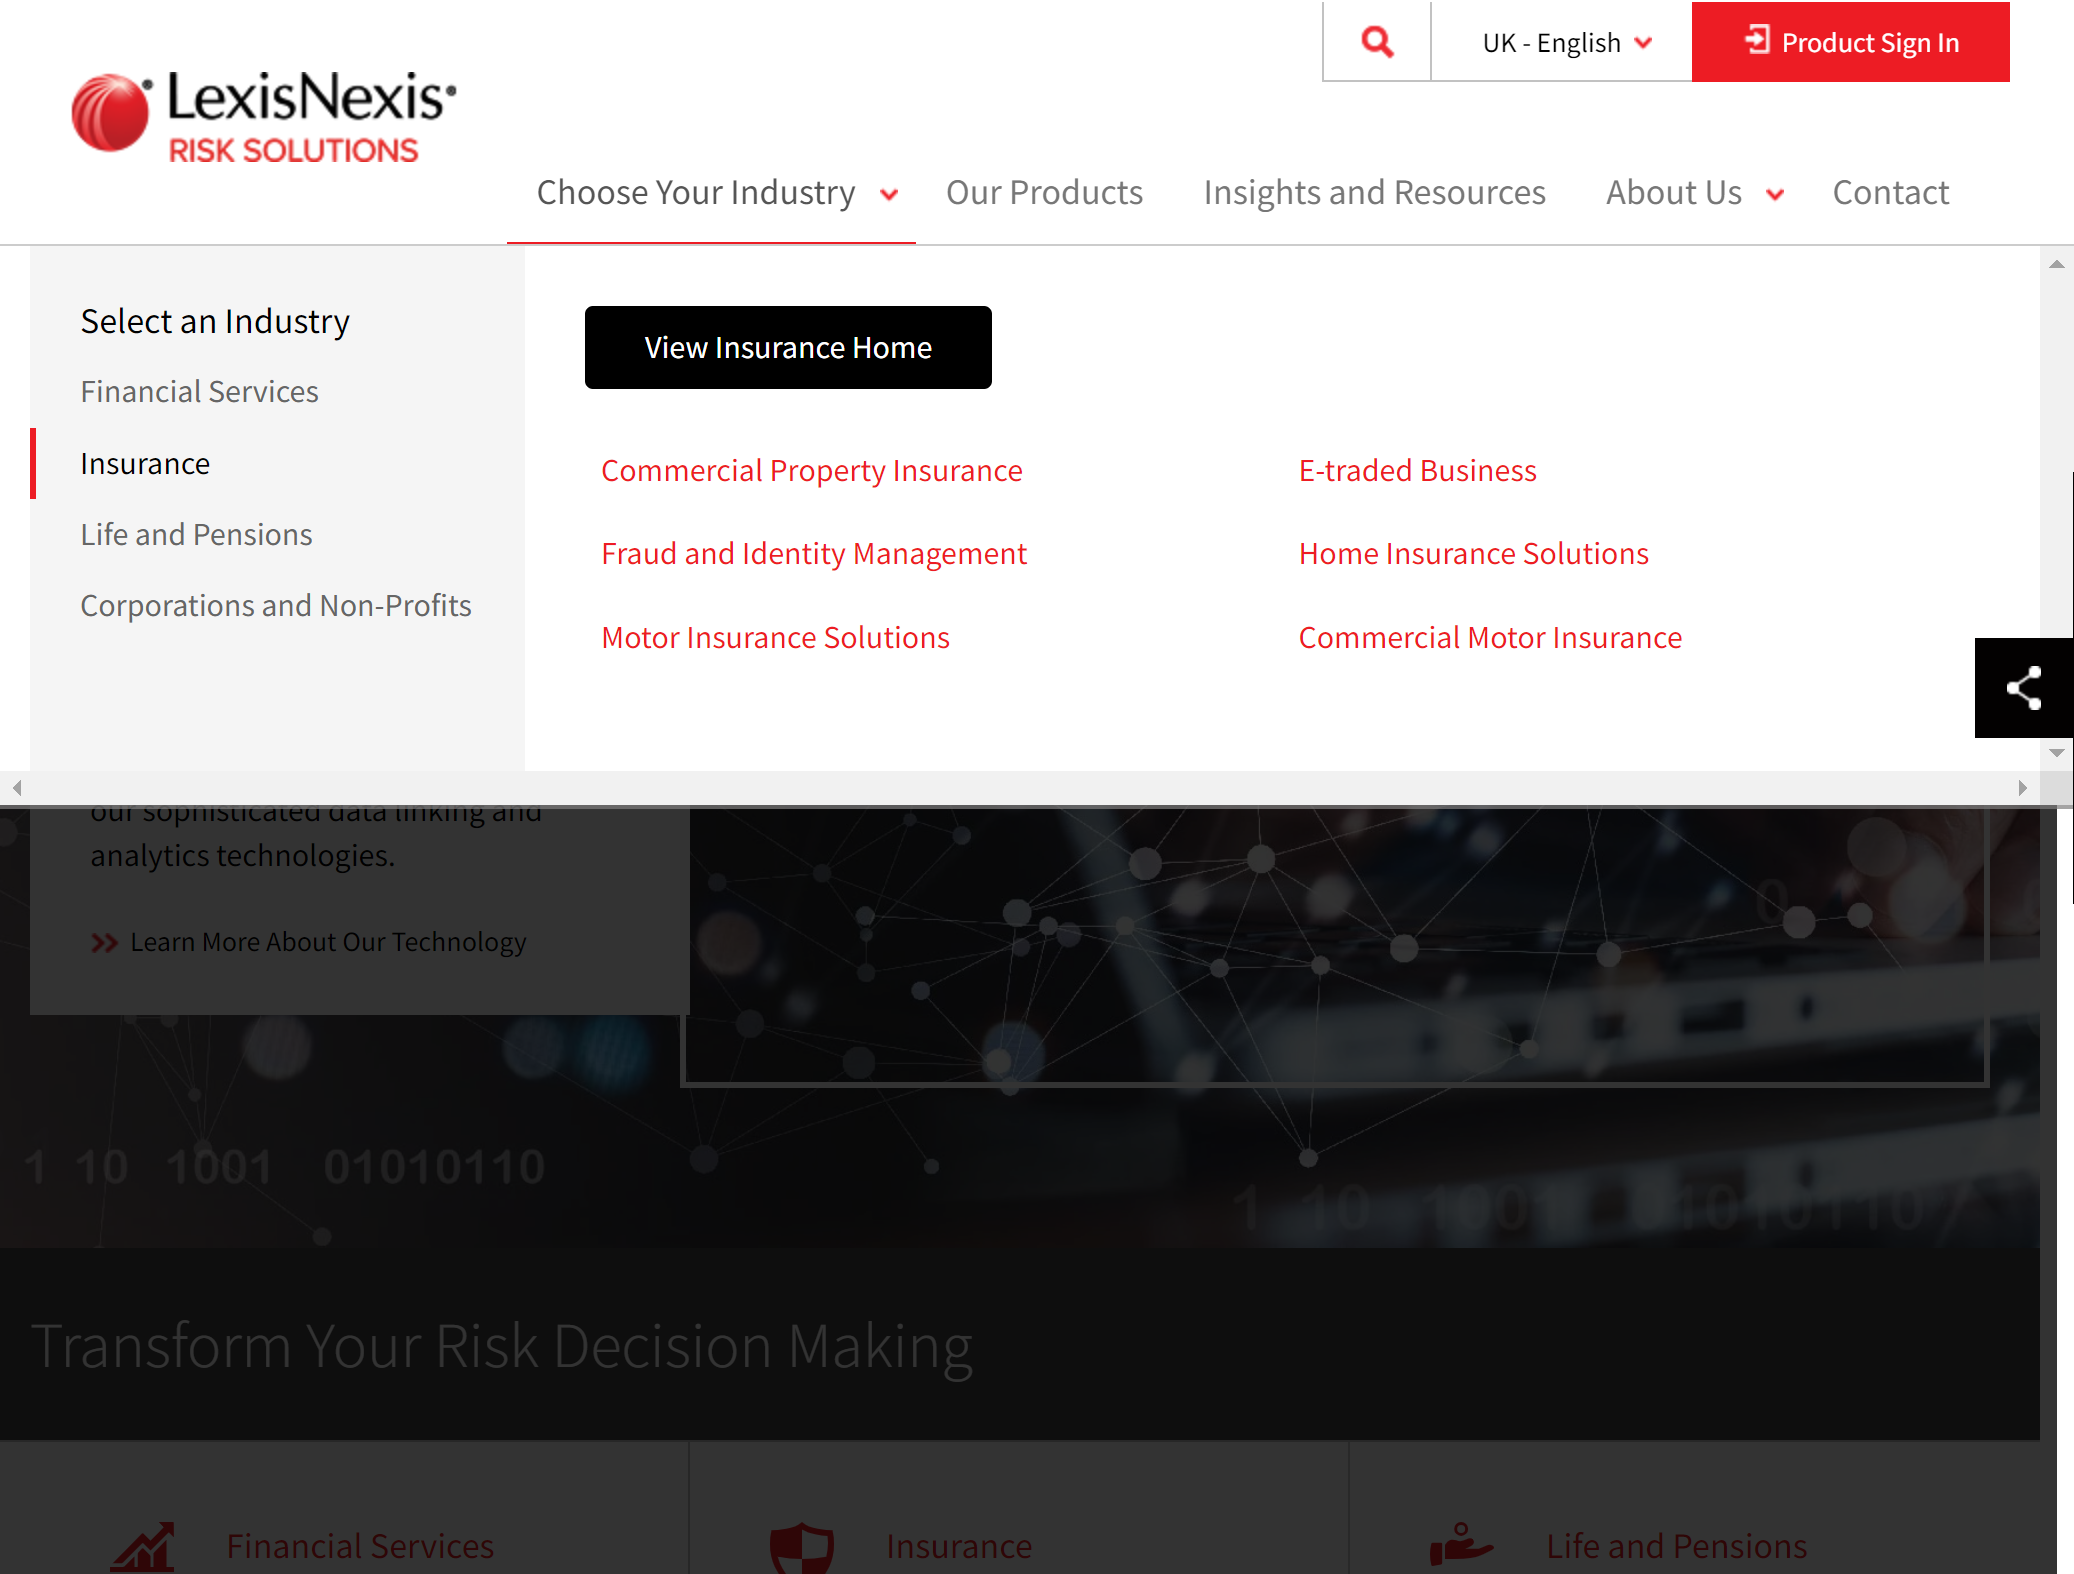 UK - English
Product Sign In
LexisNexis
RISK SOLUTIONS
Choose Your Industry
Our Products
Insights and Resources
About Us
Contact
Select an Industry
Financial Services
Insurance
Life and Pensions
Corporations and Non-Profits
View Insurance Home
Commercial Property Insurance
E-traded Business
Fraud and Identity Management
Home Insurance Solutions
Motor Insurance Solutions
Commercial Motor Insurance
our sophisticated data linking and
analytics technologies.
Learn More About Our Technology
1 10 1001 01010110
1 10 1001 01010110
Transform Your Risk Decision Making
Financial Services
Insurance
Life and Pensions